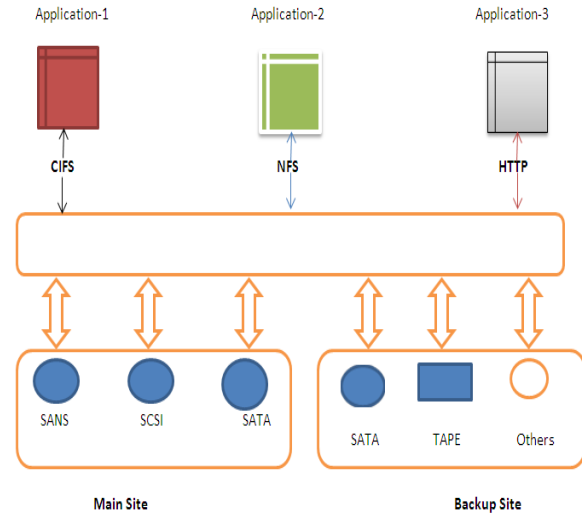 Application-1 Application-2 Application-3
CIFS NFS HTTP
SANS SCSI SATA
SATA TAPE Others
Main Site Backup Site